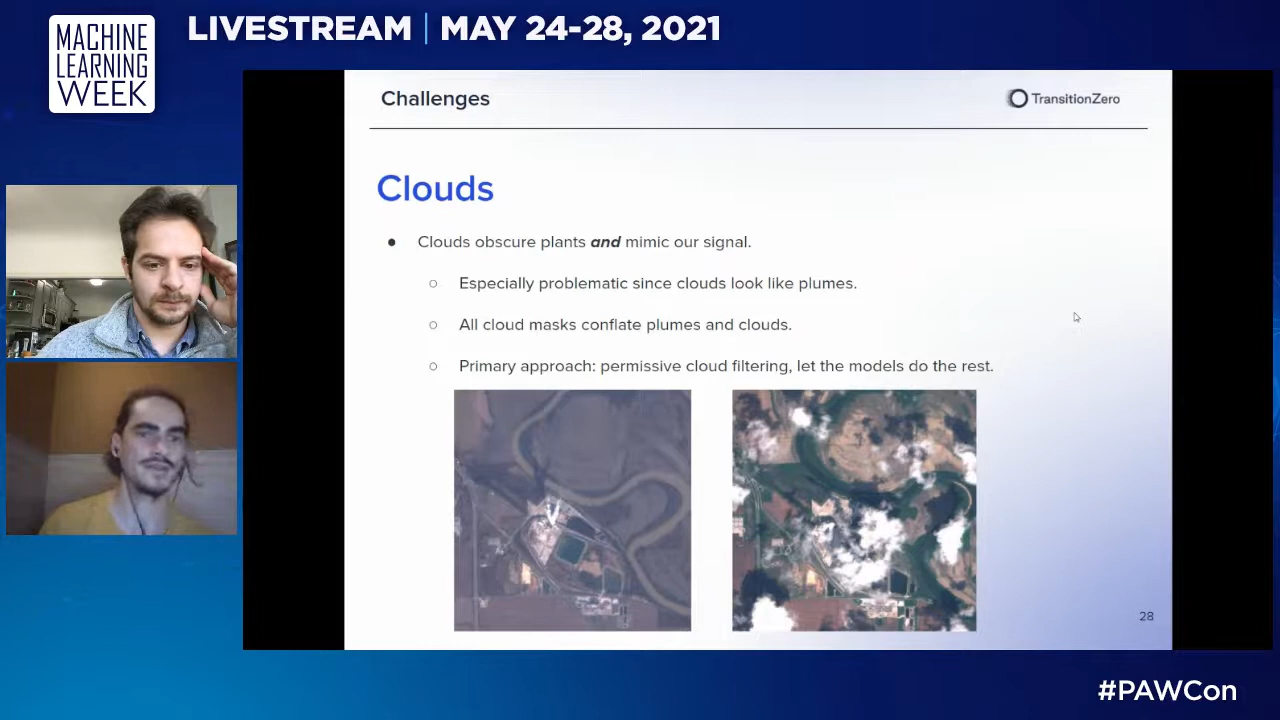 MACHINE
LEARNING
WEEK
LIVESTREAM | MAY 24-28, 2021
Challenges
TransitionZero
Clouds
● Clouds obscure plants and mimic our signal.
○ Especially problematic since clouds look like plumes.
○ All cloud masks conflate plumes and clouds.
○ Primary approach: permissive cloud filtering, let the models do the rest.
28
#PAWCon